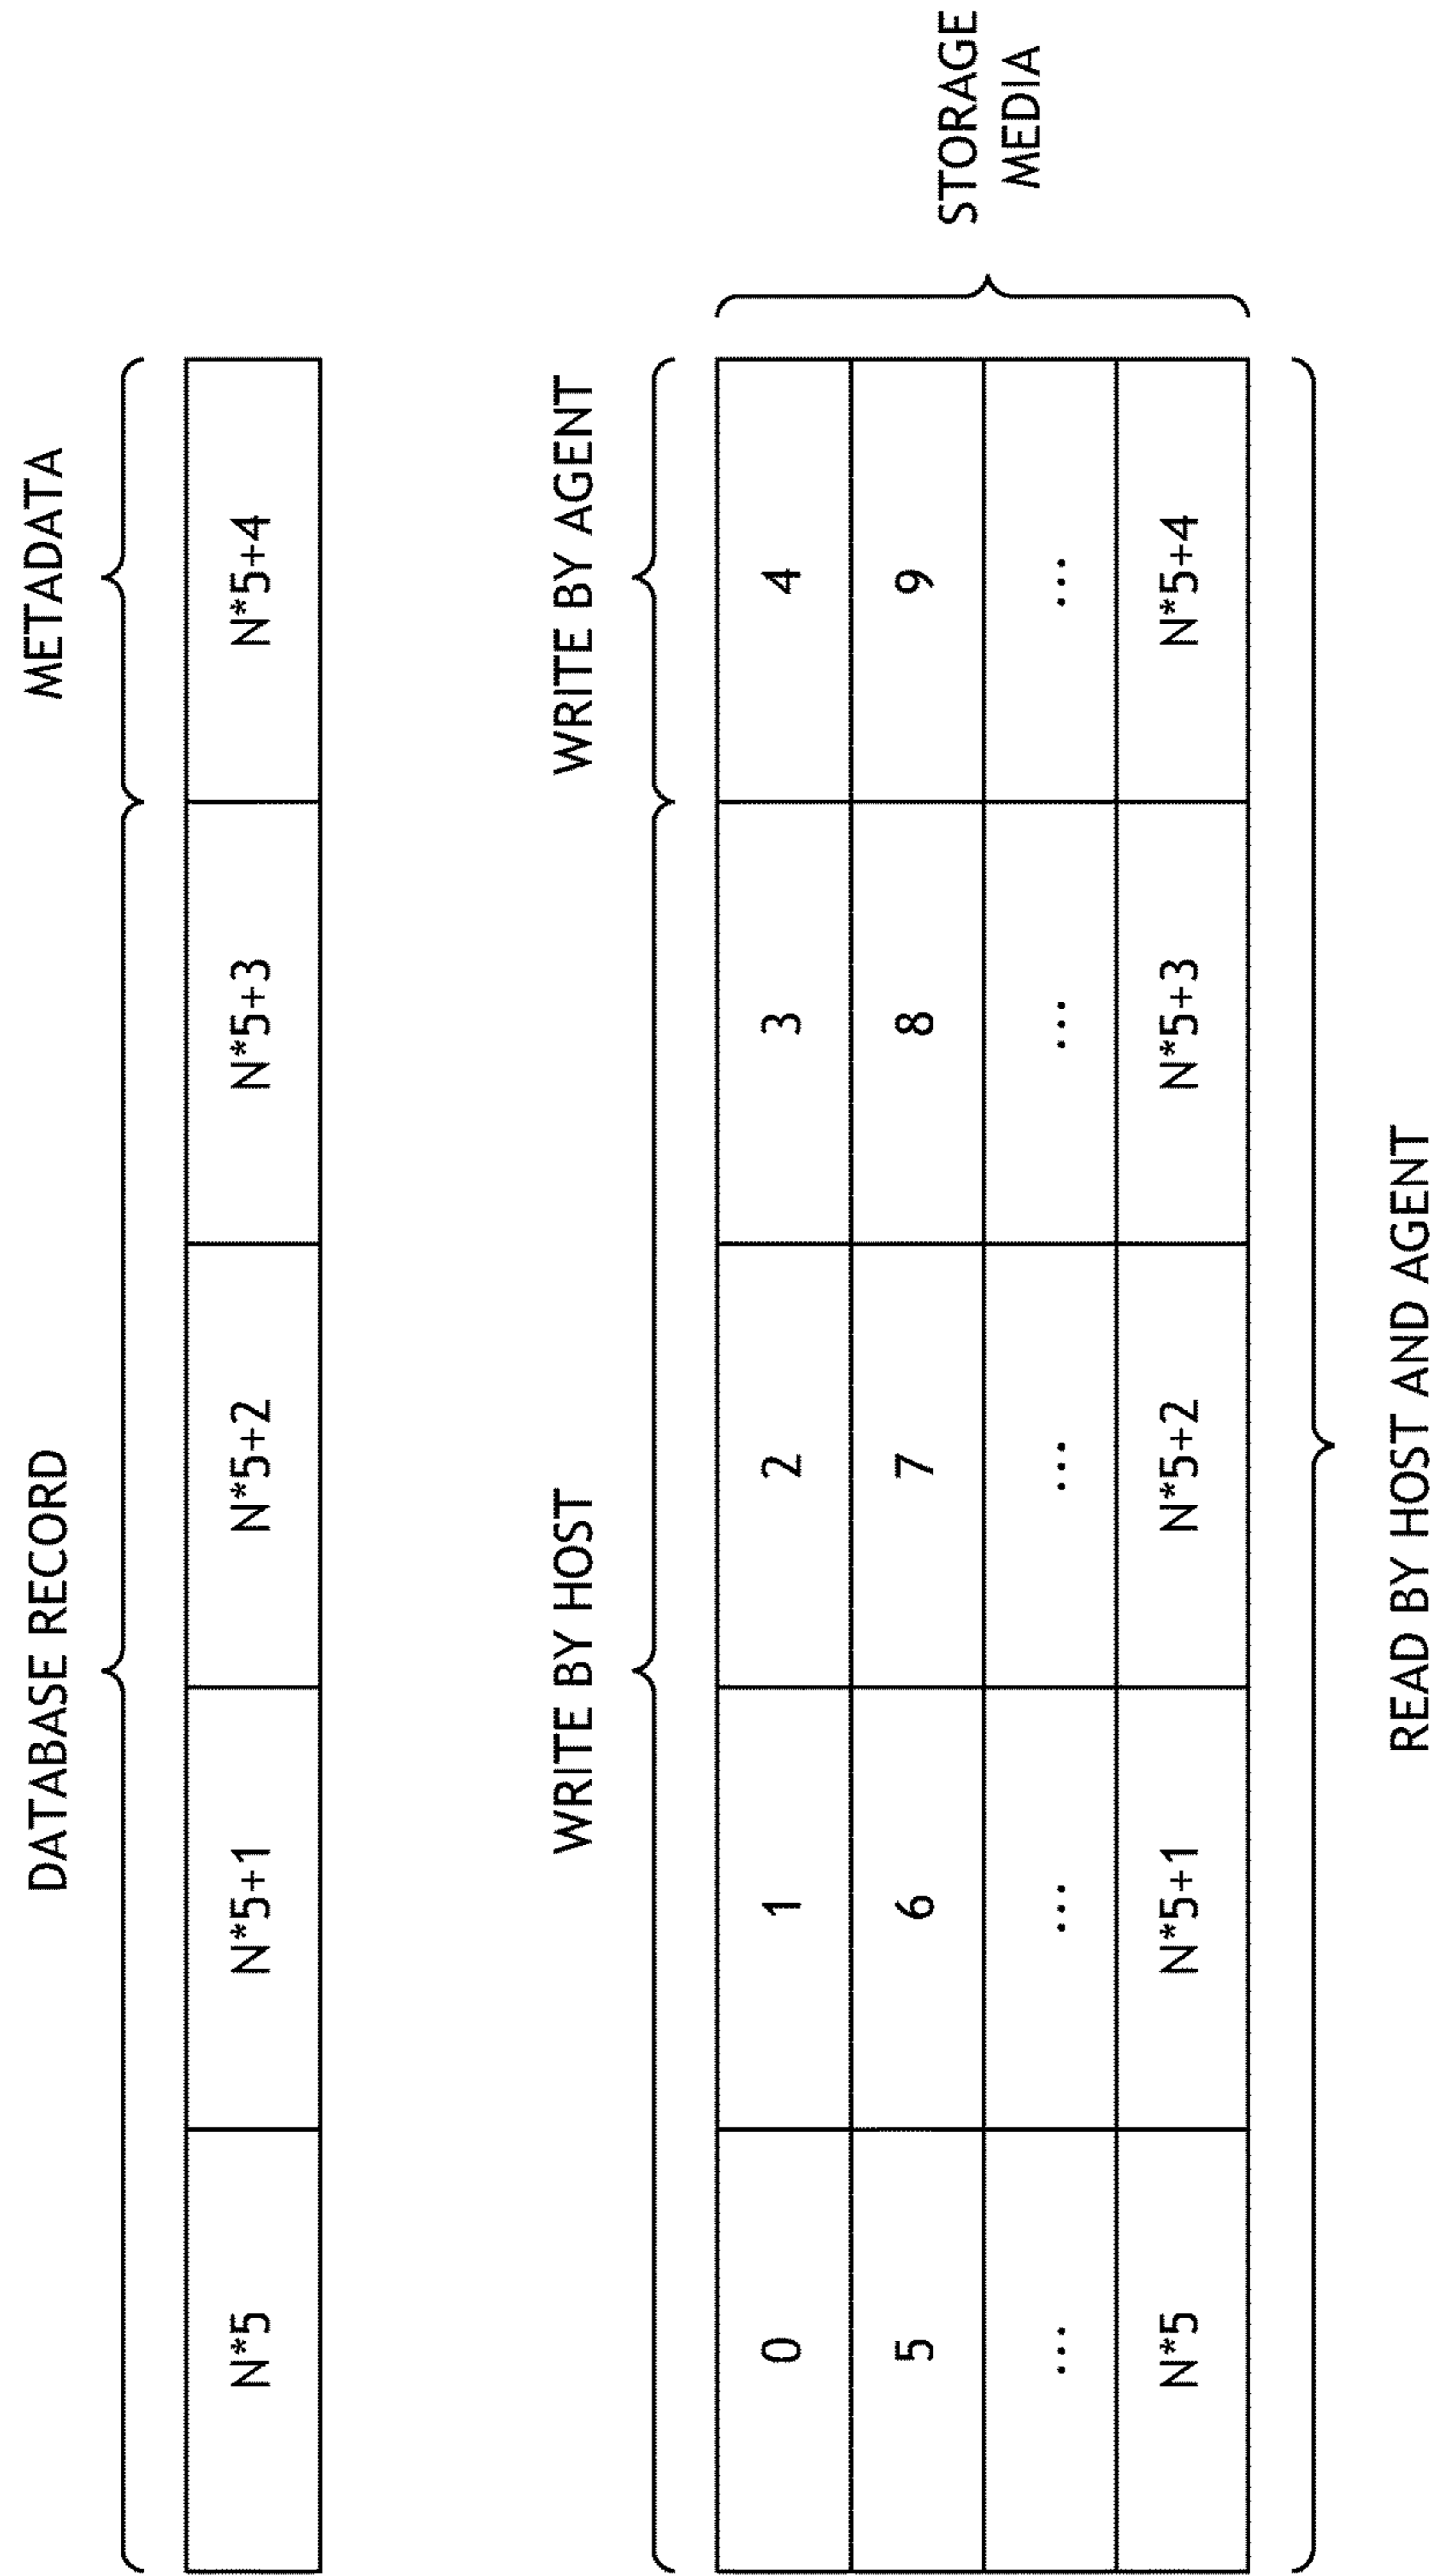 DATABASE RECORD
METADATA
N*5 N*5+1 N*5+2 N*5+3 N*5+4
WRITE BY HOST
WRITE BY AGENT
0 1 2 3 4
5 6 7 8 9
... ... ... ... ...
N*5 N*5+1 N*5+2 N*5+3 N*5+4
STORAGE
MEDIA
READ BY HOST AND AGENT